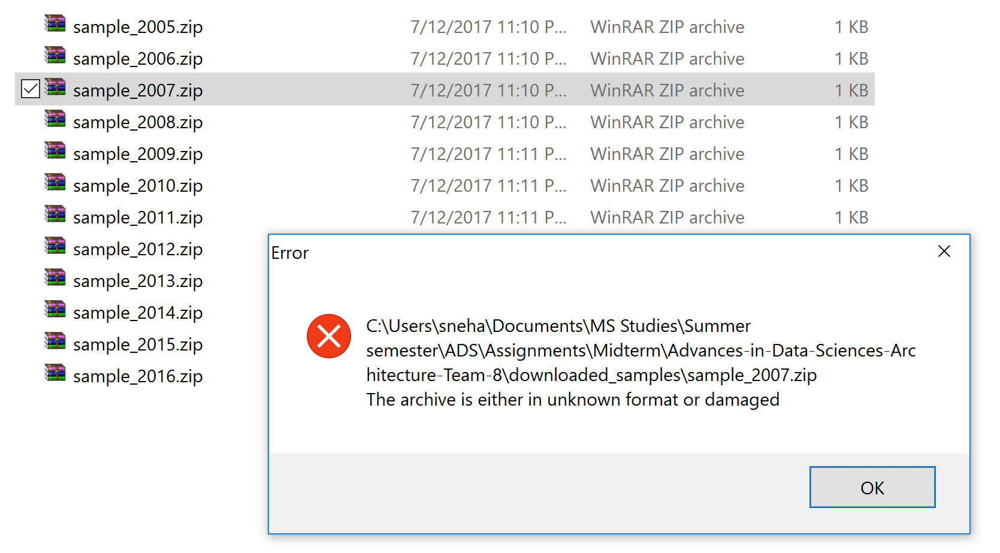 sample_2005.zip 7/12/2017 11:10 P... WinRAR ZIP archive 1 KB
sample_2006.zip 7/12/2017 11:10 P... WinRAR ZIP archive 1 KB
sample_2007.zip 7/12/2017 11:10 P... WinRAR ZIP archive 1 KB
sample_2008.zip 7/12/2017 11:10 P... WinRAR ZIP archive 1 KB
sample_2009.zip 7/12/2017 11:11 P... WinRAR ZIP archive 1 KB
sample_2010.zip 7/12/2017 11:11 P... WinRAR ZIP archive 1 KB
sample_2011.zip 7/12/2017 11:11 P... WinRAR ZIP archive 1 KB
sample_2012.zip
sample_2013.zip
sample_2014.zip
sample_2015.zip
sample_2016.zip
Error
C:\Users\sneha\Documents\MS Studies\Summer
semester\ADS\Assignments\Midterm\Advances-in-Data-Sciences-Arc
hitecture-Team-8\downloaded_samples\sample_2007.zip
The archive is either in unknown format or damaged
OK